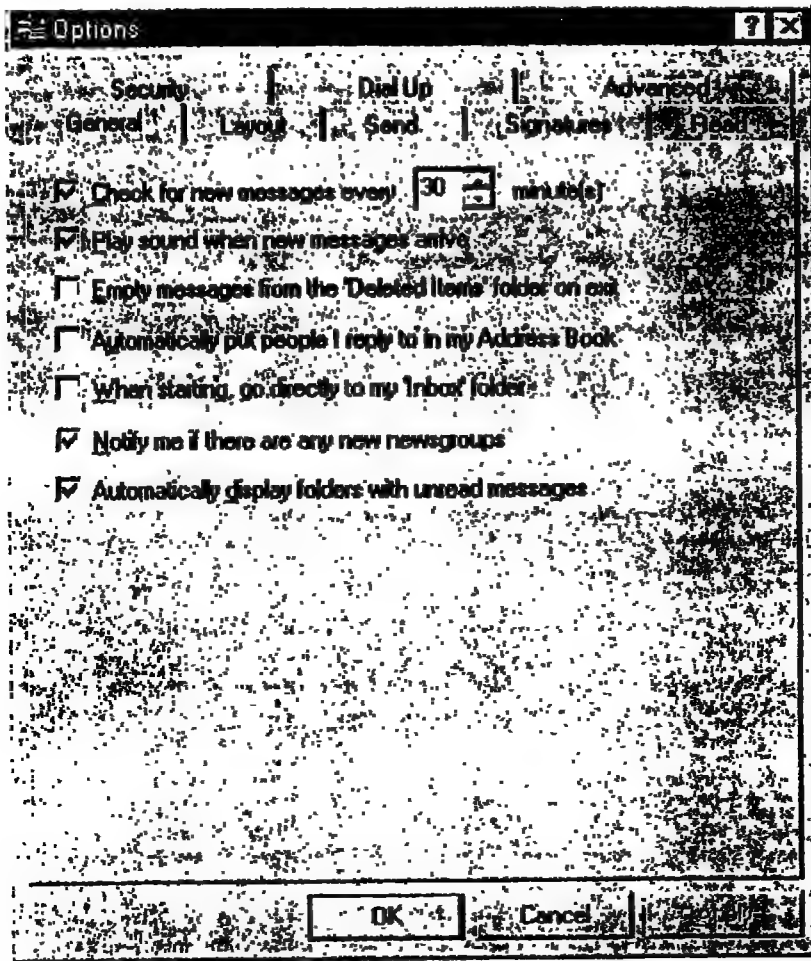 Options
Security Dial Up Advanced
General Layout Send Signatures Read
Check for new messages every 30 minute(s)
Play sound when new messages arrive
Empty messages from the 'Deleted Items' folder on exit
Automatically put people I reply to in my Address Book
When starting, go directly to my 'Inbox' folder
Notify me if there are any new newsgroups
Automatically display folders with unread messages
OK Cancel